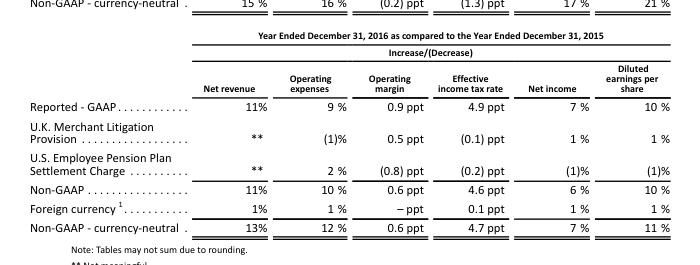 Non-GAAP - currency-neutral . 15 % 16 % (0.2) ppt (1.3) ppt 17 % 21 %
Year Ended December 31, 2016 as compared to the Year Ended December 31, 2015
Increase/(Decrease)
Net revenue Operating expenses Operating margin Effective income tax rate Net income Diluted earnings per share
Reported - GAAP . . . . . . . . . . . . 11% 9 % 0.9 ppt 4.9 ppt 7 % 10 %
U.K. Merchant Litigation
Provision . . . . . . . . . . . . . . . . . . ** (1)% 0.5 ppt (0.1) ppt 1 % 1 %
U.S. Employee Pension Plan
Settlement Charge . . . . . . . . . . . ** 2 % (0.8) ppt (0.2) ppt (1)% (1)%
Non-GAAP . . . . . . . . . . . . . . . . . 11% 10 % 0.6 ppt 4.6 ppt 6 % 10 %
Foreign currency 1 . . . . . . . . . . . 1% 1 % – ppt 0.1 ppt 1 % 1 %
Non-GAAP - currency-neutral . 13% 12 % 0.6 ppt 4.7 ppt 7 % 11 %
Note: Tables may not sum due to rounding.
** Not meaningful